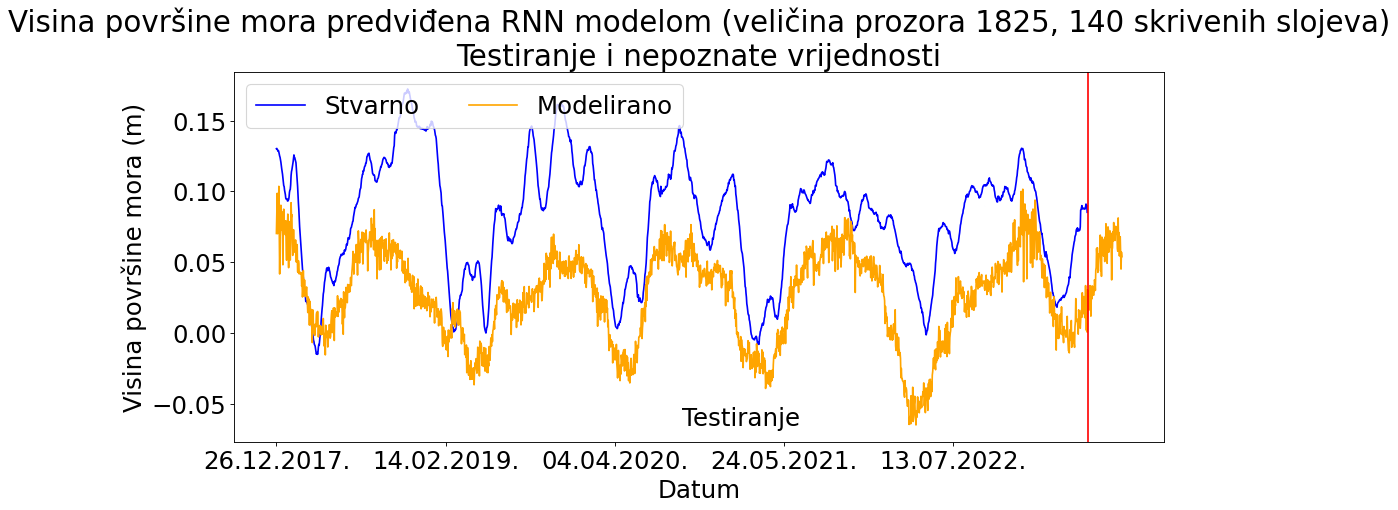 Visina površine mora predviđena RNN modelom (veličina prozora 1825, 140 skrivenih slojeva)
Testiranje i nepoznate vrijednosti
Stvarno
Modelirano
Visina površine mora (m)
0.15
0.10
0.05
0.00
−0.05
Testiranje
26.12.2017.
14.02.2019.
04.04.2020.
24.05.2021.
13.07.2022.
Datum